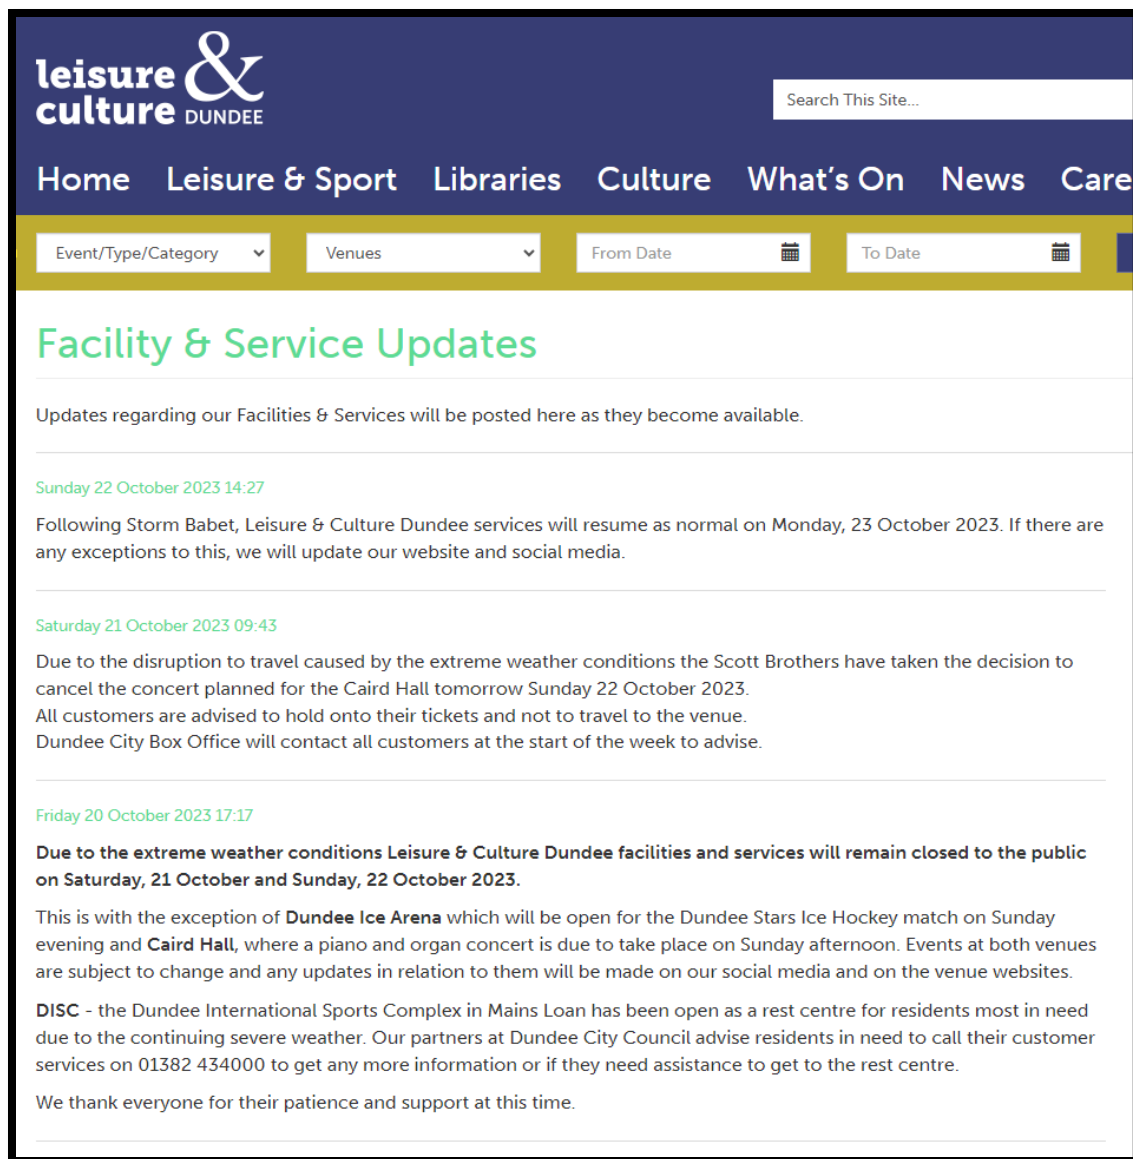 leisure &
culture DUNDEE
Search This Site...
Home Leisure & Sport Libraries Culture What's On News Care
Event/Type/Category Venues From Date To Date
Facility & Service Updates
Updates regarding our Facilities & Services will be posted here as they become available.
Sunday 22 October 2023 14:27
Following Storm Babet, Leisure & Culture Dundee services will resume as normal on Monday, 23 October 2023. If there are
any exceptions to this, we will update our website and social media.
Saturday 21 October 2023 09:43
Due to the disruption to travel caused by the extreme weather conditions the Scott Brothers have taken the decision to
cancel the concert planned for the Caird Hall tomorrow Sunday 22 October 2023.
All customers are advised to hold onto their tickets and not to travel to the venue.
Dundee City Box Office will contact all customers at the start of the week to advise.
Friday 20 October 2023 17:17
Due to the extreme weather conditions Leisure & Culture Dundee facilities and services will remain closed to the public
on Saturday, 21 October and Sunday, 22 October 2023.
This is with the exception of Dundee Ice Arena which will be open for the Dundee Stars Ice Hockey match on Sunday
evening and Caird Hall, where a piano and organ concert is due to take place on Sunday afternoon. Events at both venues
are subject to change and any updates in relation to them will be made on our social media and on the venue websites.
DISC - the Dundee International Sports Complex in Mains Loan has been open as a rest centre for residents most in need
due to the continuing severe weather. Our partners at Dundee City Council advise residents in need to call their customer
services on 01382 434000 to get any more information or if they need assistance to get to the rest centre.
We thank everyone for their patience and support at this time.